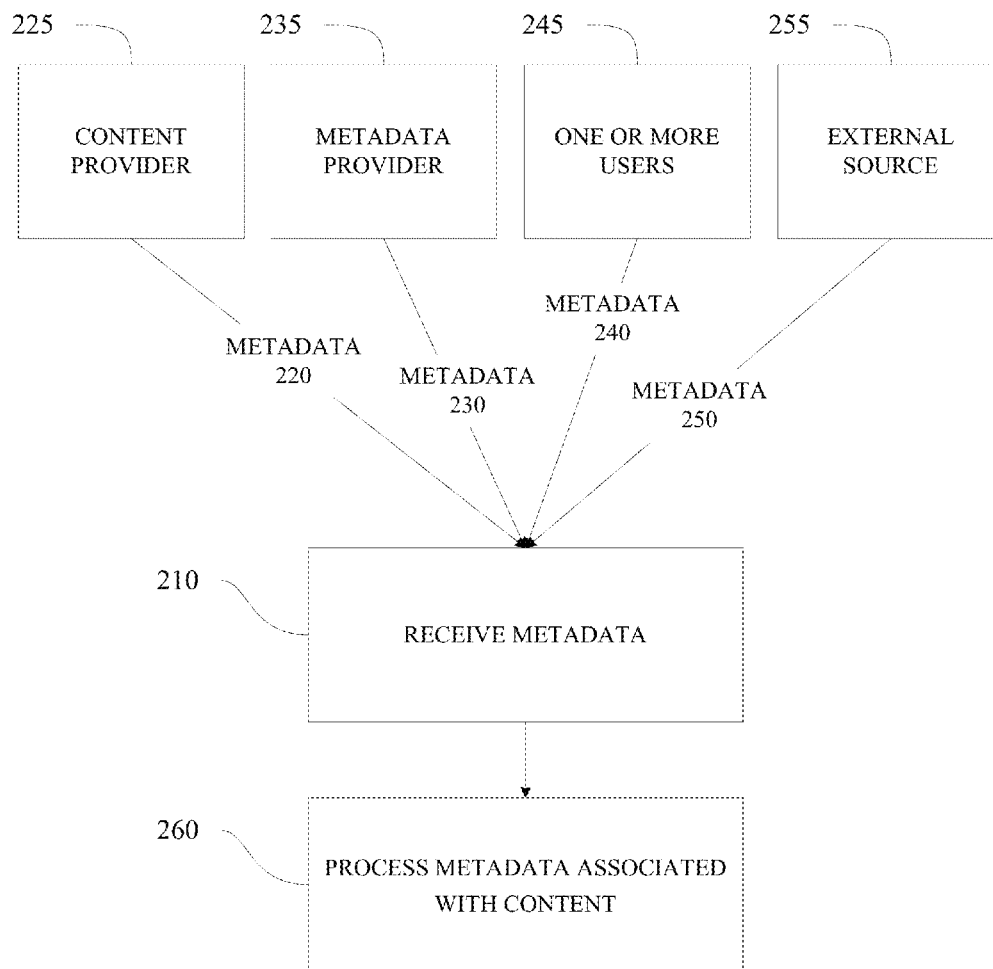 225
235
245
255
CONTENT
PROVIDER
METADATA
PROVIDER
ONE OR MORE
USERS
EXTERNAL
SOURCE
METADATA
240
METADATA
220
METADATA
230
METADATA
250
210
RECEIVE METADATA
260
PROCESS METADATA ASSOCIATED
WITH CONTENT